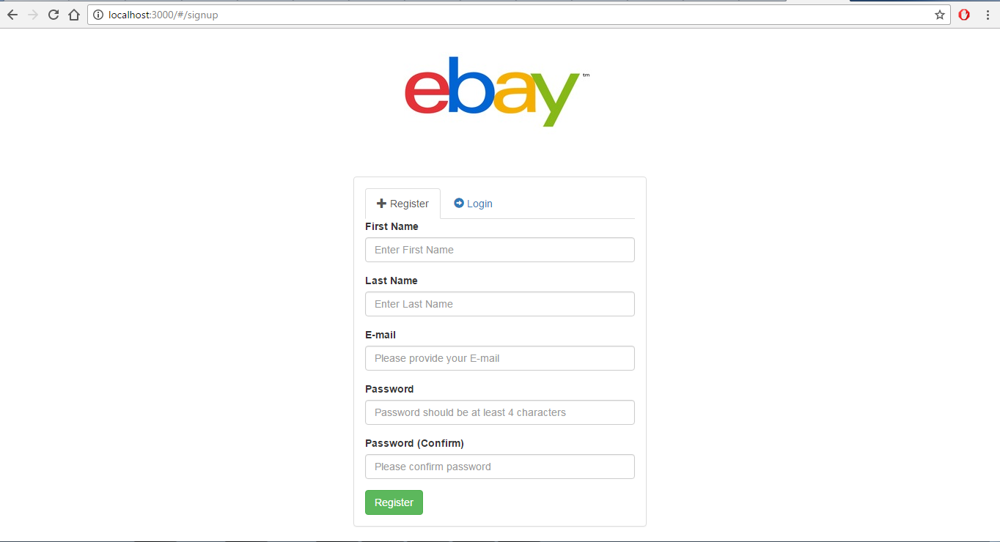 localhost:3000/#/signup
ebay™
Register Login
First Name
Enter First Name
Last Name
Enter Last Name
E-mail
Please provide your E-mail
Password
Password should be at least 4 characters
Password (Confirm)
Please confirm password
Register